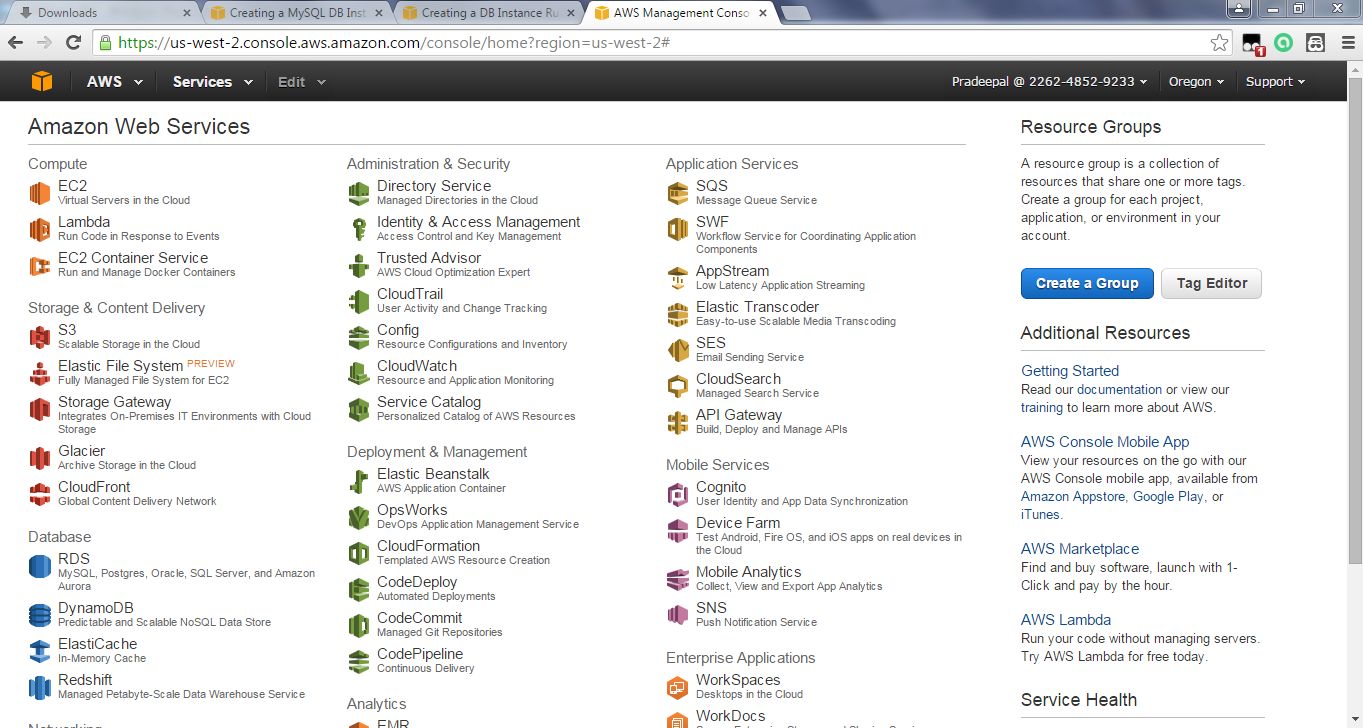 Downloads
Creating a MySQL DB Inst
Creating a DB Instance Ru
AWS Management Conso
https://us-west-2.console.aws.amazon.com/console/home?region=us-west-2#
1
AWS
Services
Edit
Pradeepal @ 2262-4852-9233
Oregon
Support
Amazon Web Services
Compute
EC2
Virtual Servers in the Cloud
Lambda
Run Code in Response to Events
EC2 Container Service
Run and Manage Docker Containers
Storage & Content Delivery
S3
Scalable Storage in the Cloud
Elastic File System PREVIEW
Fully Managed File System for EC2
Storage Gateway
Integrates On-Premises IT Environments with Cloud
Storage
Glacier
Archive Storage in the Cloud
CloudFront
Global Content Delivery Network
Database
RDS
MySQL, Postgres, Oracle, SQL Server, and Amazon
Aurora
DynamoDB
Predictable and Scalable NoSQL Data Store
ElastiCache
In-Memory Cache
Redshift
Managed Petabyte-Scale Data Warehouse Service
Administration & Security
Directory Service
Managed Directories in the Cloud
Identity & Access Management
Access Control and Key Management
Trusted Advisor
AWS Cloud Optimization Expert
CloudTrail
User Activity and Change Tracking
Config
Resource Configurations and Inventory
CloudWatch
Resource and Application Monitoring
Service Catalog
Personalized Catalog of AWS Resources
Deployment & Management
Elastic Beanstalk
AWS Application Container
OpsWorks
DevOps Application Management Service
CloudFormation
Templated AWS Resource Creation
CodeDeploy
Automated Deployments
CodeCommit
Managed Git Repositories
CodePipeline
Continuous Delivery
Analytics
EMR
Application Services
SQS
Message Queue Service
SWF
Workflow Service for Coordinating Application
Components
AppStream
Low Latency Application Streaming
Elastic Transcoder
Easy-to-use Scalable Media Transcoding
SES
Email Sending Service
CloudSearch
Managed Search Service
API Gateway
Build, Deploy and Manage APIs
Mobile Services
Cognito
User Identity and App Data Synchronization
Device Farm
Test Android, Fire OS, and iOS apps on real devices in
the Cloud
Mobile Analytics
Collect, View and Export App Analytics
SNS
Push Notification Service
Enterprise Applications
WorkSpaces
Desktops in the Cloud
WorkDocs
Resource Groups
A resource group is a collection of
resources that share one or more tags.
Create a group for each project,
application, or environment in your
account.
Create a Group
Tag Editor
Additional Resources
Getting Started
Read our documentation or view our
training to learn more about AWS.
AWS Console Mobile App
View your resources on the go with our
AWS Console mobile app, available from
Amazon Appstore, Google Play, or
iTunes.
AWS Marketplace
Find and buy software, launch with 1-
Click and pay by the hour.
AWS Lambda
Run your code without managing servers.
Try AWS Lambda for free today.
Service Health